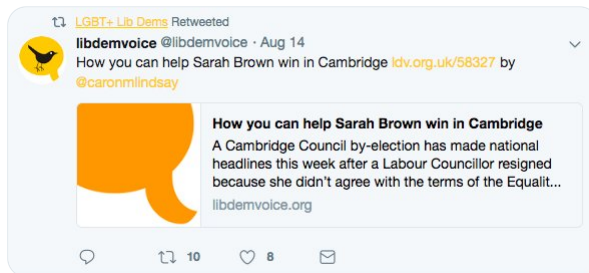 LGBT+ Lib Dems Retweeted
libdemvoice @libdemvoice · Aug 14
How you can help Sarah Brown win in Cambridge ldv.org.uk/58327 by
@caronmlindsay
How you can help Sarah Brown win in Cambridge
A Cambridge Council by-election has made national
headlines this week after a Labour Councillor resigned
because she didn't agree with the terms of the Equalit...
libdemvoice.org
10 8